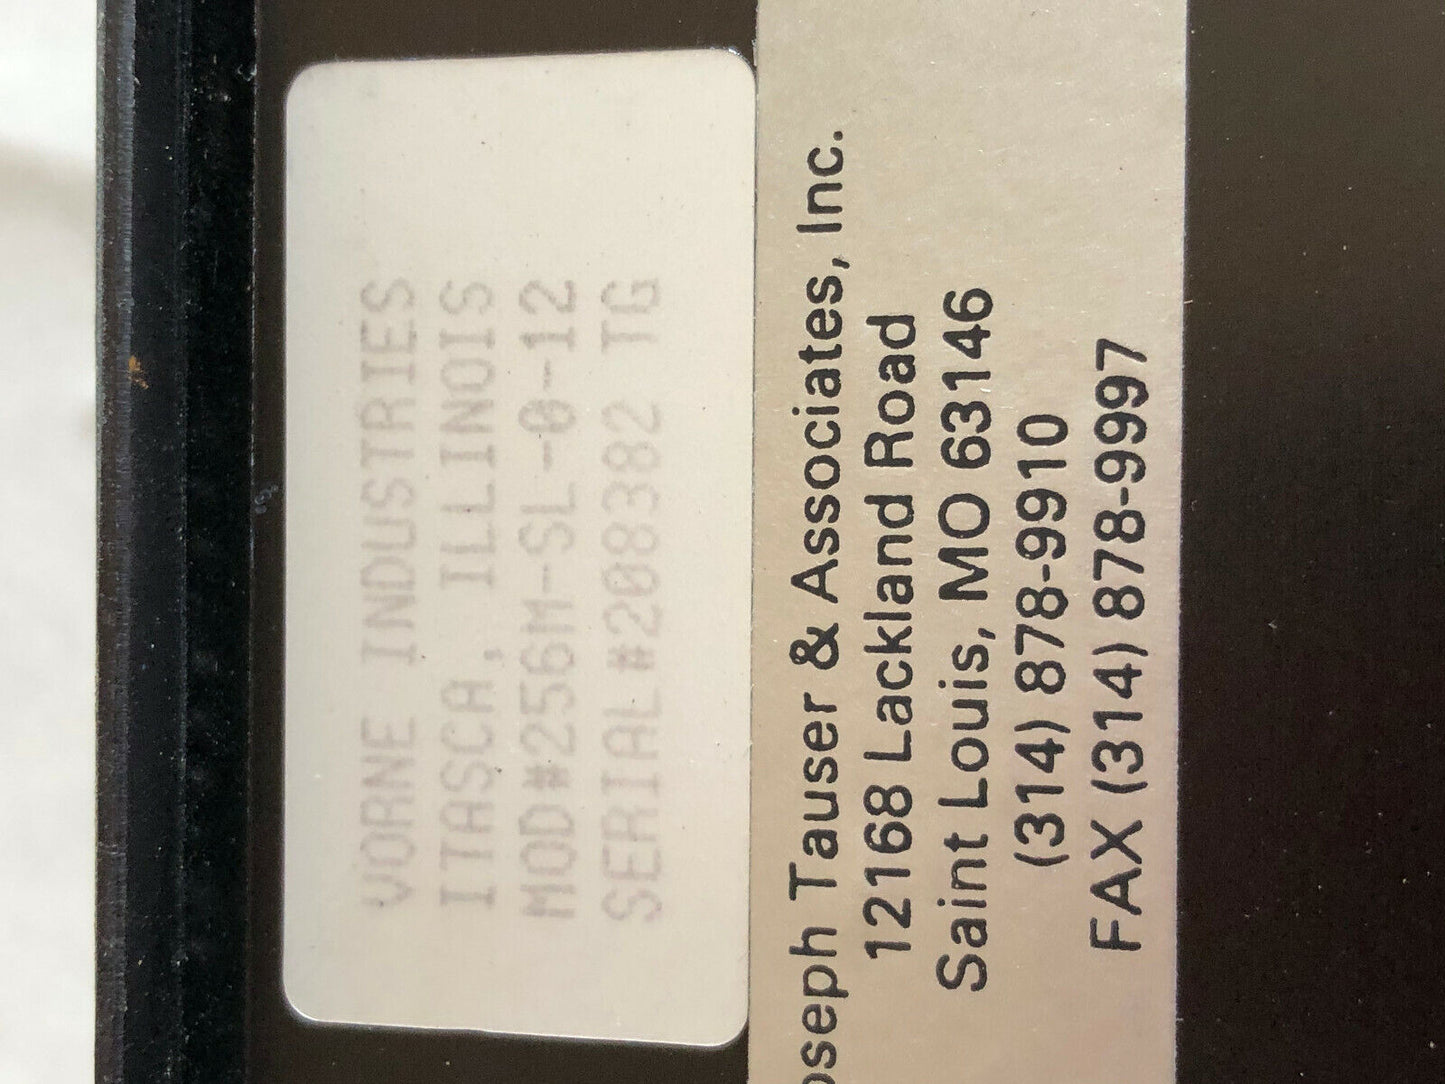 VORNE INDUSTRIES
ITASCA, ILLINOIS
MOD#256M-SL-0-12
SERIAL#208382 TG
oseph Tauser & Associates, Inc.
12168 Lackland Road
Saint Louis, MO 63146
(314) 878-9910
FAX (314) 878-9997